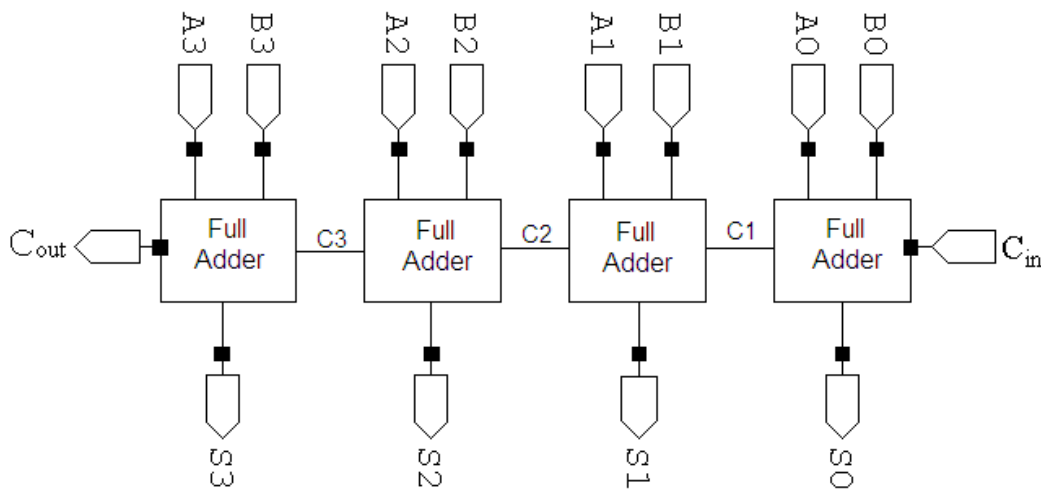 A3 B3 A2 B2 A1 B1 A0 B0
Full Adder
Full Adder
Full Adder
Full Adder
Cout C3 C2 C1 Cin
S3 S2 S1 S0